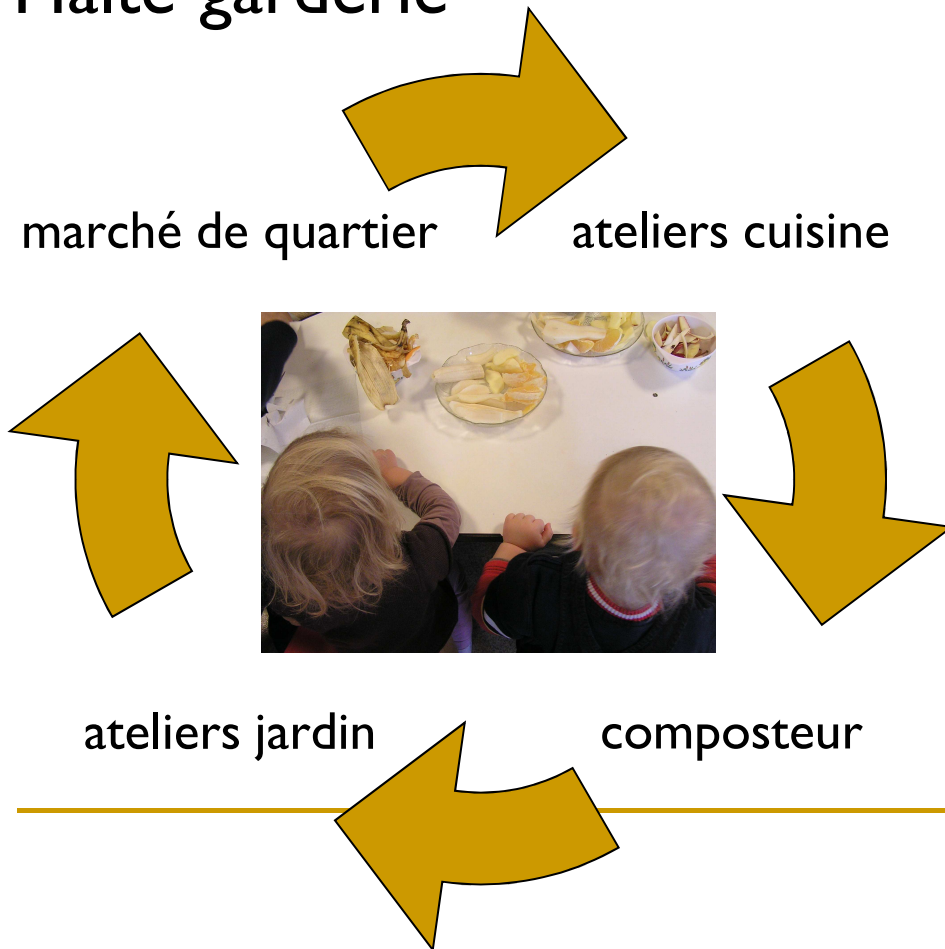 Halte garderie
marché de quartier
ateliers cuisine
ateliers jardin
composteur